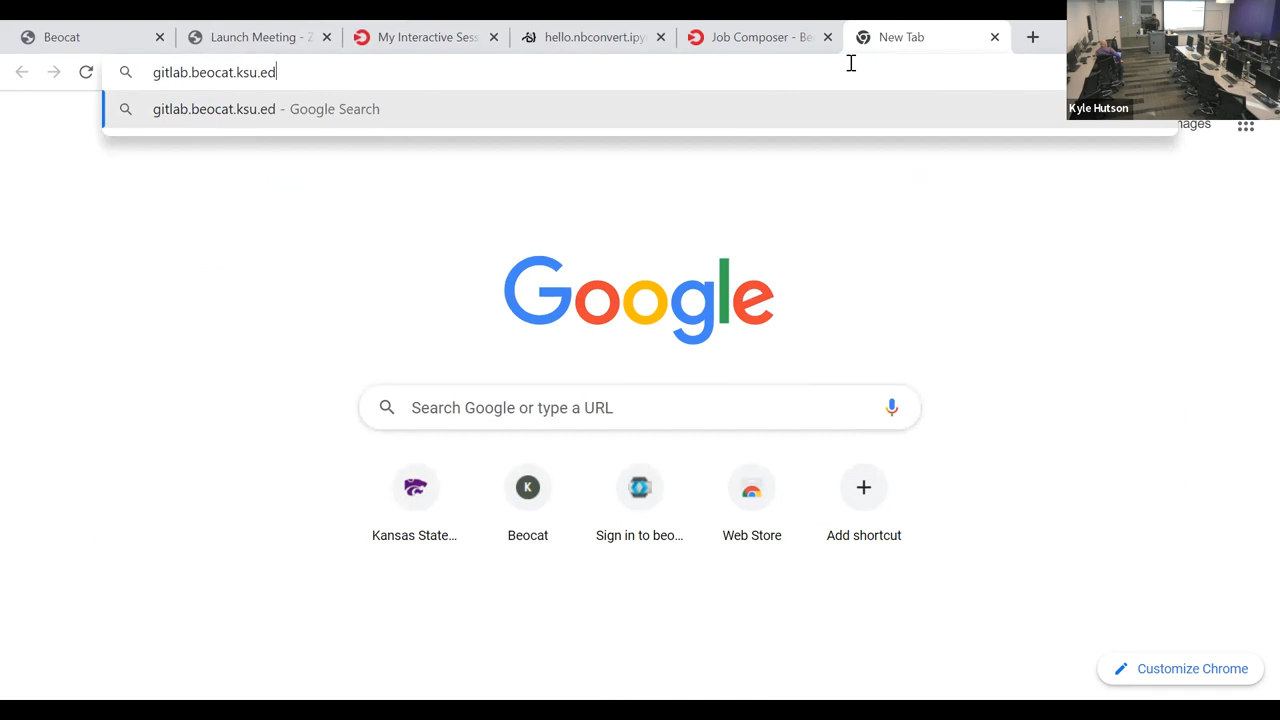 Beocat
Launch Meeting - Z
My Interactive Sess
hello.nbconvert.ipy
Job Composer - Be
New Tab
gitlab.beocat.ksu.ed
gitlab.beocat.ksu.ed - Google Search
Kyle Hutson
Google
Search Google or type a URL
K
Kansas State...
Beocat
Sign in to beo...
Web Store
Add shortcut
Customize Chrome